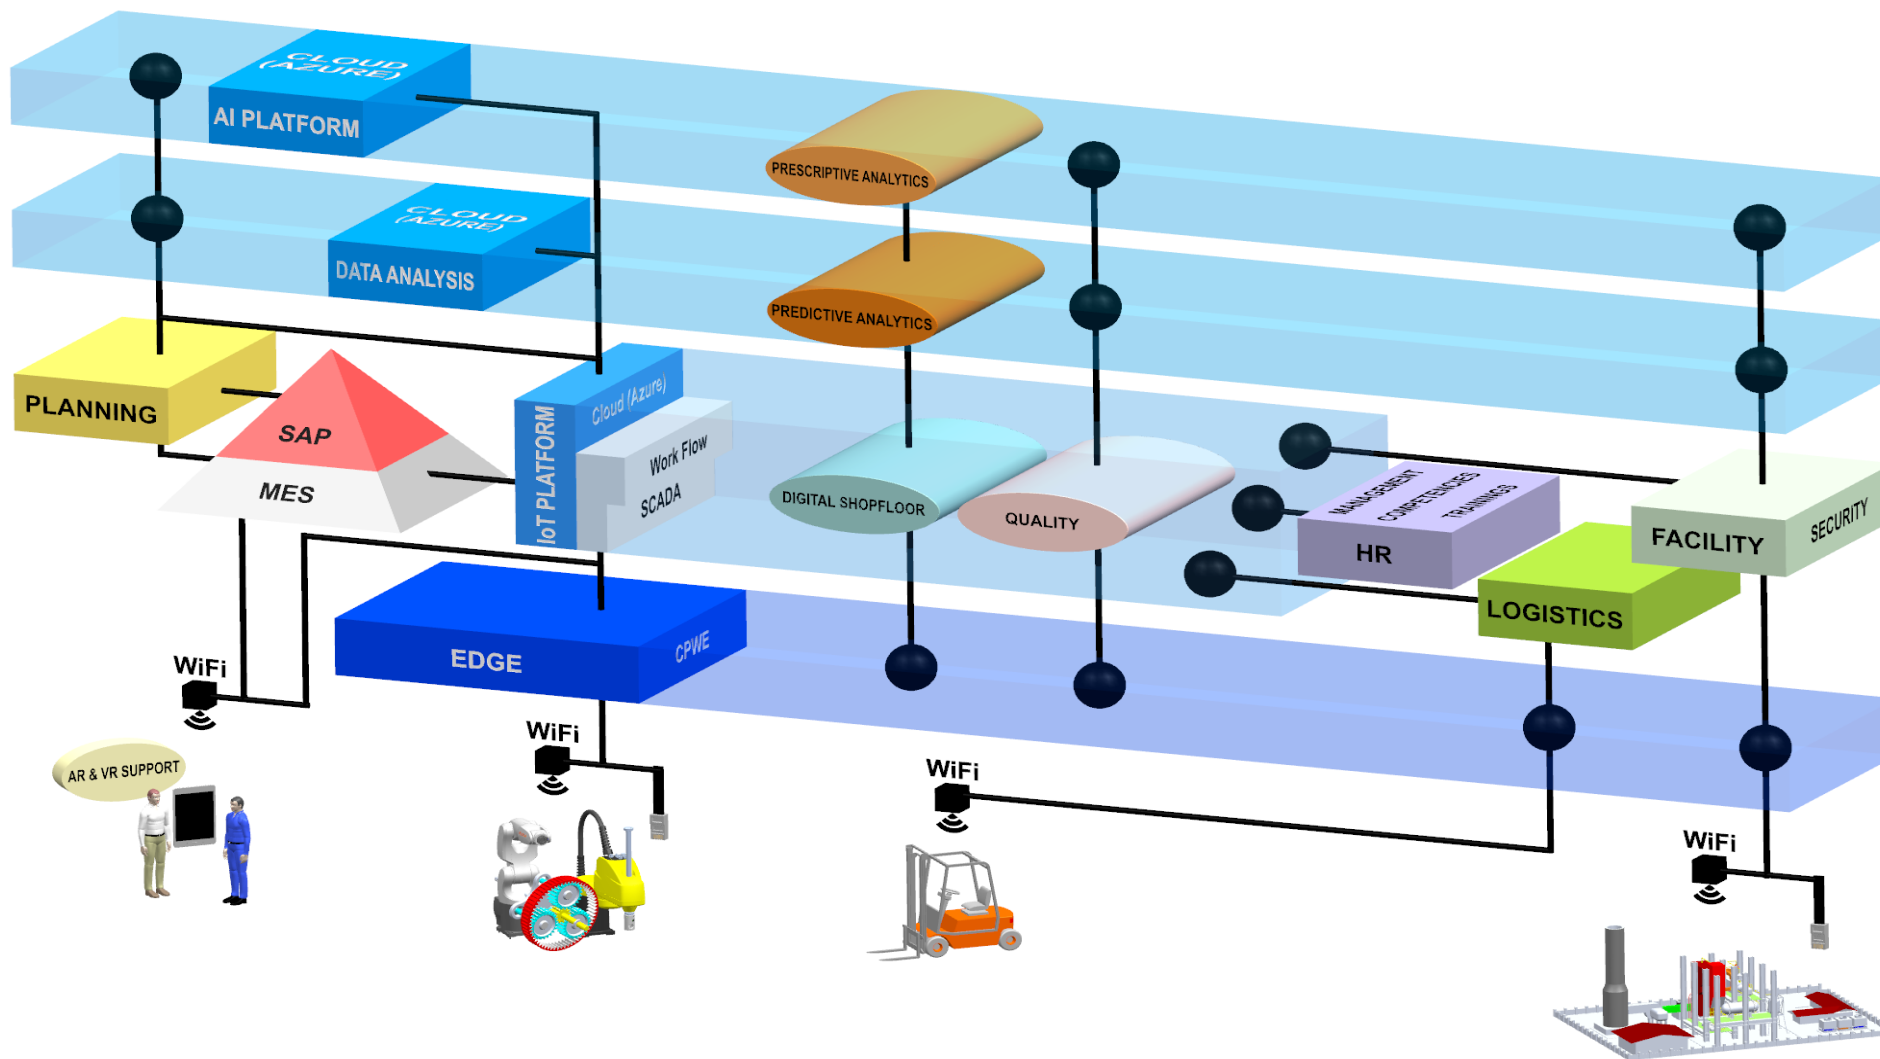 CLOUD
(AZURE)
AI PLATFORM
CLOUD
(AZURE)
DATA ANALYSIS
PRESCRIPTIVE ANALYTICS
PREDICTIVE ANALYTICS
PLANNING
SAP
MES
IoT PLATFORM
Cloud (Azure)
Work Flow
SCADA
DIGITAL SHOPFLOOR
QUALITY
MANAGEMENT
COMPETENCIES
TRAININGS
HR
FACILITY
SECURITY
LOGISTICS
EDGE
CPWE
WiFi
WiFi
WiFi
WiFi
AR & VR SUPPORT